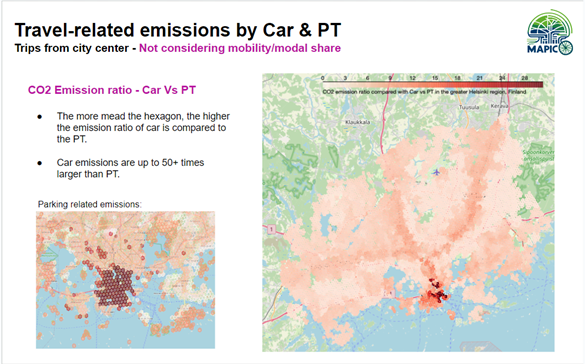 Travel-related emissions by Car & PT
Trips from city center - Not considering mobility/modal share
MAPIC
CO2 Emission ratio - Car Vs PT
● The more mead the hexagon, the higher
the emission ratio of car is compared to
the PT.
● Car emissions are up to 50+ times
larger than PT.
Parking related emissions:
0 3 6 9 12 15 18 21 24 28
CO2 emission ratio compared with Car vs PT in the greater Helsinki region, Finland
Klaukkala
Tuusula
Kerava
1